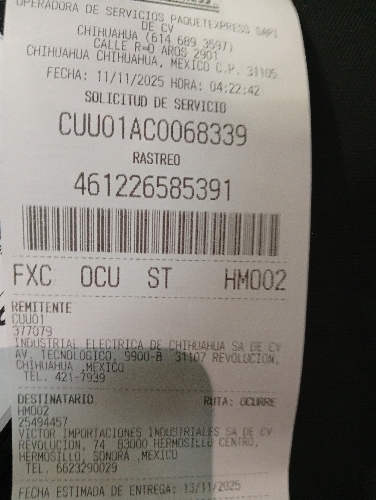 OPERADORA DE SERVICIOS PAQUETEXPRESS SAPI
DE CV
CHIHUAHUA (614 689 3597)
CALLE R=O AROS 2901
CHIHUAHUA CHIHUAHUA, MEXICO C.P. 31105
FECHA: 11/11/2025 HORA: 04:22:42
SOLICITUD DE SERVICIO
CUU01AC0068339
RASTREO
461226585391
FXC OCU ST HMO02
REMITENTE
CUU01
377079
INDUSTRIAL ELECTRICA DE CHIHUAHUA SA DE CV
AV. TECNOLOGICO, 9900-B 31107 REVOLUCION,
CHIHUAHUA ,MEXICO
TEL. 421-7939
DESTINATARIO RUTA: OCURRE
HMO02
25494457
VICTOR IMPORTACIONES INDUSTRIALES SA DE CV
REVOLUCION, 74 83000 HERMOSILLO CENTRO,
HERMOSILLO, SONORA ,MEXICO
TEL. 6623290029
FECHA ESTIMADA DE ENTREGA: 13/11/2025